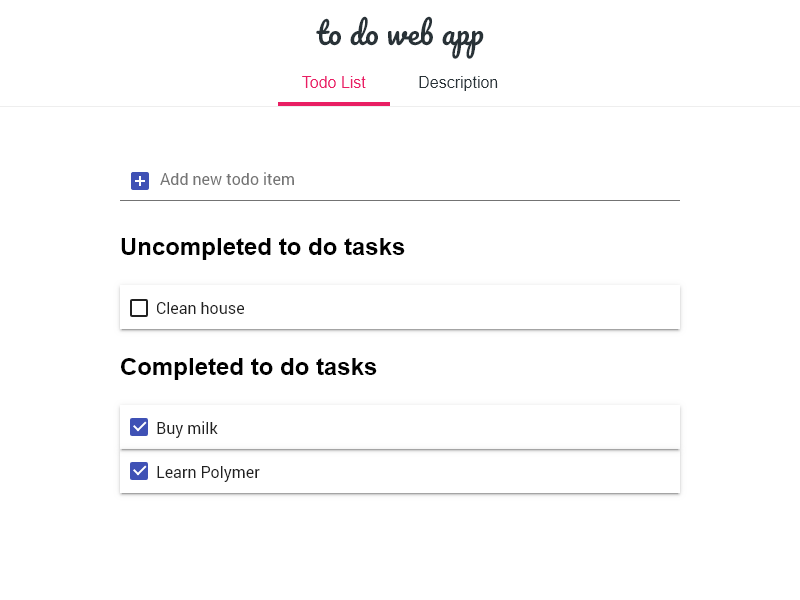 to do web app
Todo List Description
Add new todo item
Uncompleted to do tasks
Clean house
Completed to do tasks
Buy milk
Learn Polymer